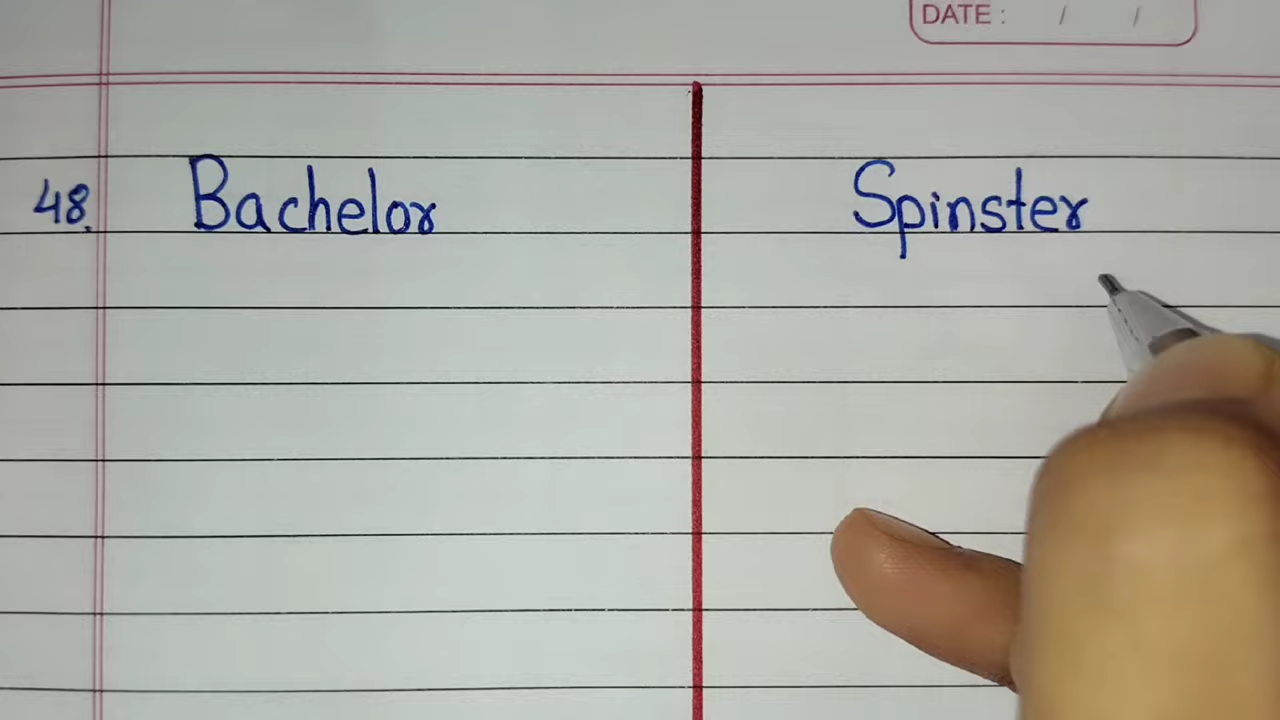 DATE : / /
48. Bachelor Spinster